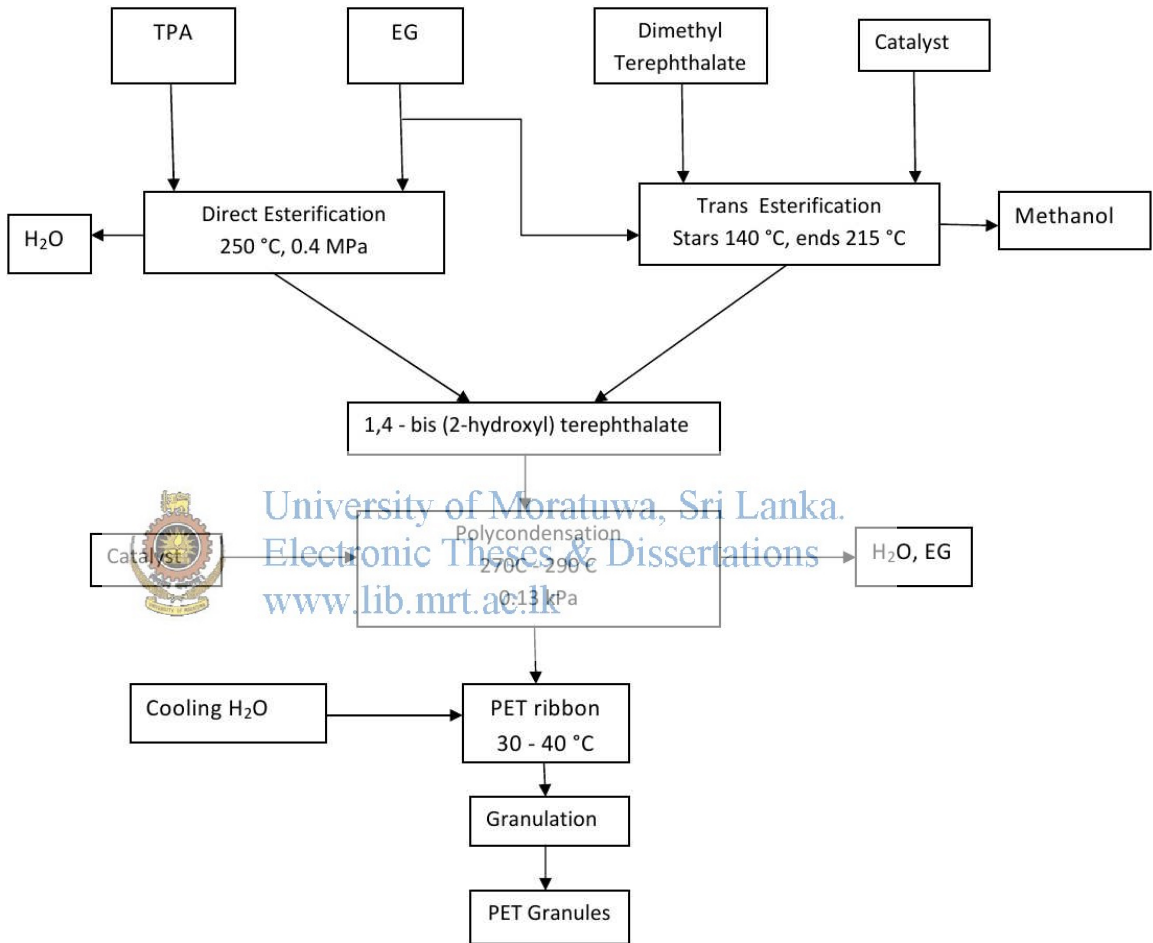 TPA
EG
Dimethyl
Terephthalate
Catalyst
Direct Esterification
250 °C, 0.4 MPa
H₂O
Trans Esterification
Stars 140 °C, ends 215 °C
Methanol
1,4 - bis (2-hydroxyl) terephthalate
University of Moratuwa, Sri Lanka.
Electronic Theses & Dissertations
www.lib.mrt.ac.lk
Catalyst
Polycondensation
270C - 290 C
0.13 kPa
H₂O, EG
Cooling H₂O
PET ribbon
30 - 40 °C
Granulation
PET Granules